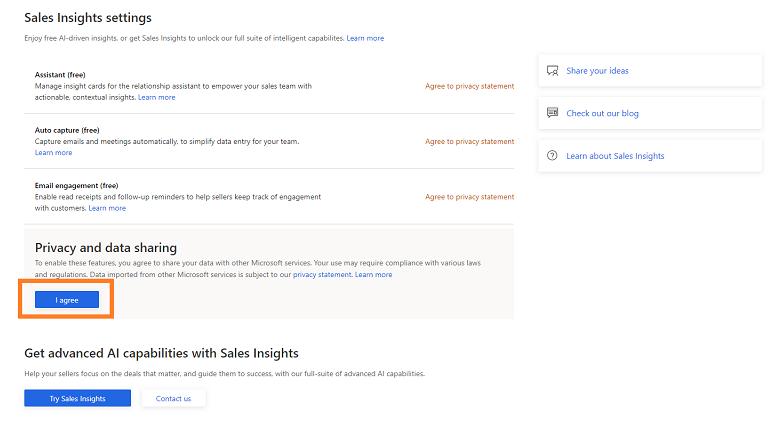 Sales Insights settings
Enjoy free AI-driven insights, or get Sales Insights to unlock our full suite of intelligent capabilites. Learn more
Assistant (free)
Manage insight cards for the relationship assistant to empower your sales team with
actionable, contextual insights. Learn more
Agree to privacy statement
Auto capture (free)
Capture emails and meetings automatically, to simplify data entry for your team.
Learn more
Agree to privacy statement
Email engagement (free)
Enable read receipts and follow-up reminders to help sellers keep track of engagement
with customers. Learn more
Agree to privacy statement
Privacy and data sharing
To enable these features, you agree to share your data with other Microsoft services. Your use may require compliance with various laws
and regulations. Data imported from other Microsoft services is subject to our privacy statement. Learn more
I agree
Get advanced AI capabilities with Sales Insights
Help your sellers focus on the deals that matter, and guide them to success, with our full-suite of advanced AI capabilities.
Try Sales Insights
Contact us
Share your ideas
Check out our blog
Learn about Sales Insights